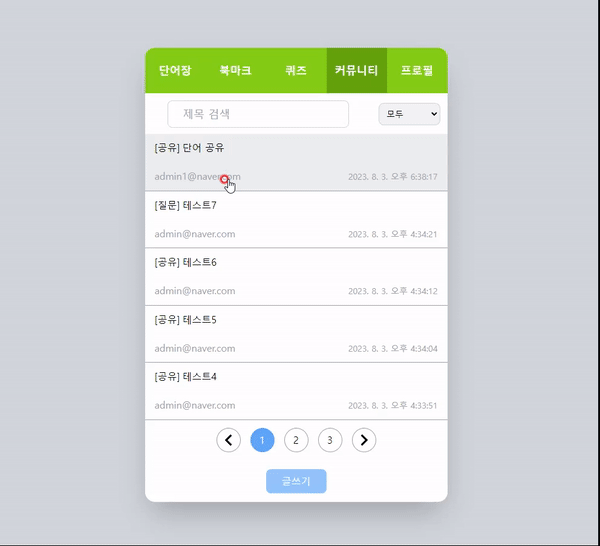 단어장 북마크 퀴즈 커뮤니티 프로필
제목 검색 모두
[공유] 단어 공유
admin1@naver.com 2023. 8. 3. 오후 6:38:17
[질문] 테스트7
admin@naver.com 2023. 8. 3. 오후 4:34:21
[공유] 테스트6
admin@naver.com 2023. 8. 3. 오후 4:34:12
[공유] 테스트5
admin@naver.com 2023. 8. 3. 오후 4:34:04
[공유] 테스트4
admin@naver.com 2023. 8. 3. 오후 4:33:51
1 2 3
글쓰기